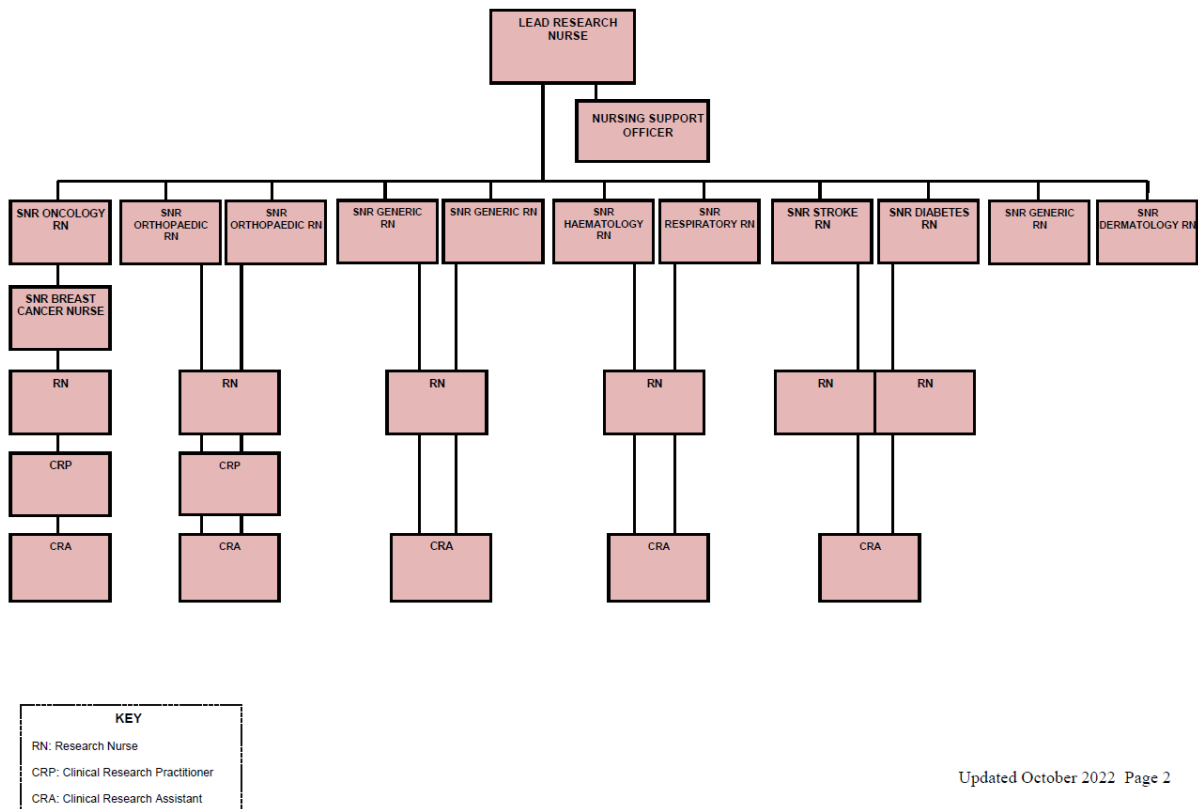 LEAD RESEARCH
NURSE
NURSING SUPPORT
OFFICER
SNR ONCOLOGY
RN
SNR
ORTHOPAEDIC
RN
SNR
ORTHOPAEDIC RN
SNR GENERIC
RN
SNR GENERIC RN
SNR
HAEMATOLOGY
RN
SNR
RESPIRATORY RN
SNR STROKE
RN
SNR DIABETES
RN
SNR GENERIC
RN
SNR
DERMATOLOGY RN
SNR BREAST
CANCER NURSE
RN
RN
RN
RN
RN
RN
CRP
CRP
CRA
CRA
CRA
CRA
CRA
KEY
RN: Research Nurse
CRP: Clinical Research Practitioner
CRA: Clinical Research Assistant
Updated October 2022 Page 2